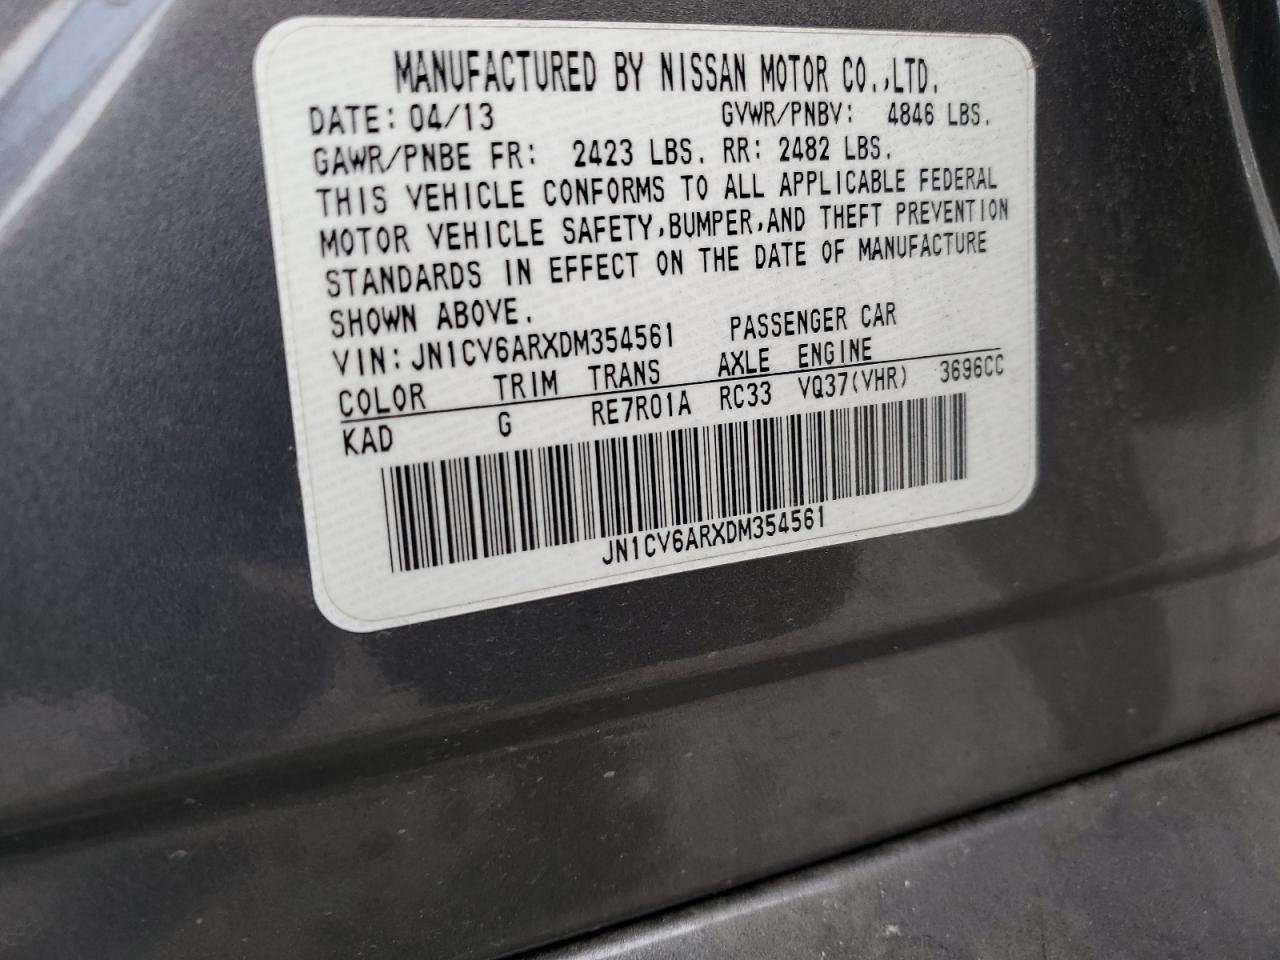 MANUFACTURED BY NISSAN MOTOR CO.,LTD.
DATE: 04/13 GVWR/PNBV: 4846 LBS.
GAWR/PNBE FR: 2423 LBS. RR: 2482 LBS.
THIS VEHICLE CONFORMS TO ALL APPLICABLE FEDERAL
MOTOR VEHICLE SAFETY,BUMPER,AND THEFT PREVENTION
STANDARDS IN EFFECT ON THE DATE OF MANUFACTURE
SHOWN ABOVE.
VIN: JN1CV6ARXDM354561 PASSENGER CAR
COLOR TRIM TRANS AXLE ENGINE
KAD G RE7R01A RC33 VQ37(VHR) 3696CC
JN1CV6ARXDM354561